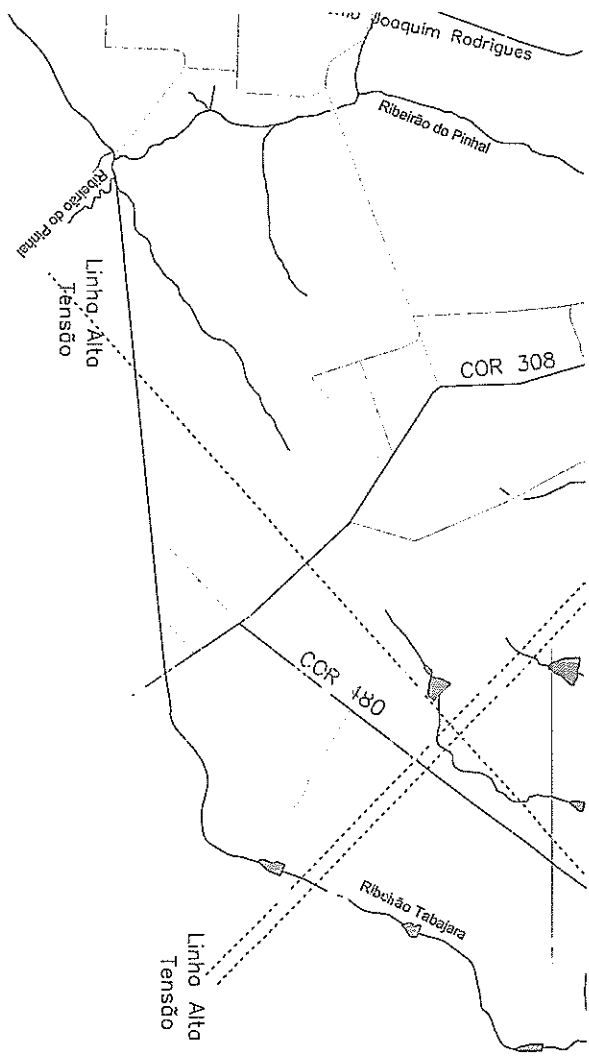 Joaquim Rodrigues
Ribeirão do Pinhal
Ribeirão do Pinhal
Linha Alta
Tensão
COR 308
COR 480
Ribeirão Tabajara
Linha Alta
Tensão